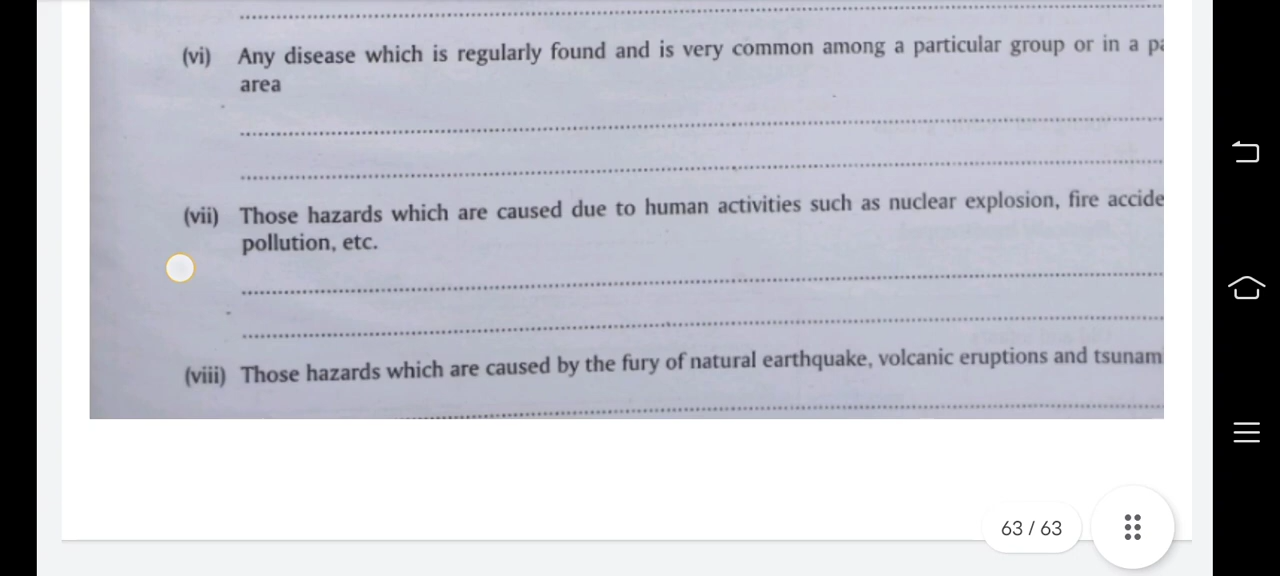 (vi) Any disease which is regularly found and is very common among a particular group or in a
area
(vii) Those hazards which are caused due to human activities such as nuclear explosion, fire
pollution, etc.
(viii) Those hazards which are caused by the fury of natural earthquake, volcanic eruptions and
63 / 63